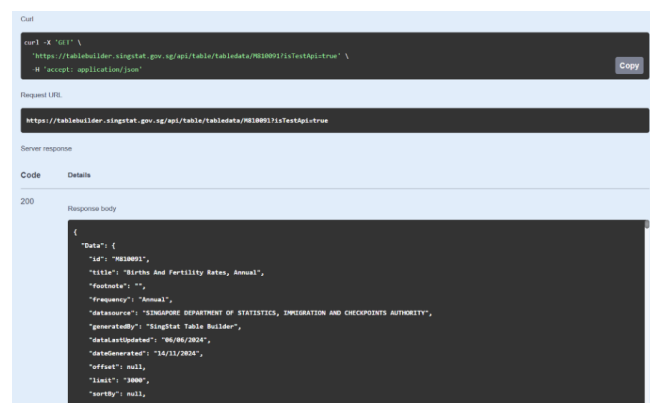 Curl
curl -X 'GET' \
'https://tablebuilder.singstat.gov.sg/api/table/tabledata/M810091?isTestApi=true' \
-H 'accept: application/json'
Copy
Request URL
https://tablebuilder.singstat.gov.sg/api/table/tabledata/M810091?isTestApi=true
Server response
Code Details
200
Response body
{
"Data": {
"id": "M810091",
"title": "Births And Fertility Rates, Annual",
"footnote": "",
"frequency": "Annual",
"datasource": "SINGAPORE DEPARTMENT OF STATISTICS, IMMIGRATION AND CHECKPOINTS AUTHORITY",
"generatedBy": "SingStat Table Builder",
"dataLastUpdated": "06/06/2024",
"dateGenerated": "14/11/2024",
"offset": null,
"limit": "3000",
"sortBy": null,